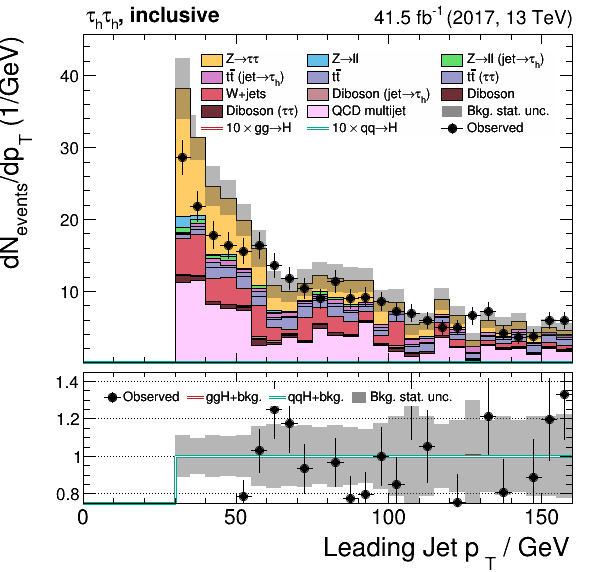 τhτh, inclusive 41.5 fb⁻¹ (2017, 13 TeV)
dNevents/dpT (1/GeV)
40
30
20
10
Z→ττ Z→ll Z→ll (jet→τh)
tt̄ (jet→τh) tt̄ tt̄ (ττ)
W+jets Diboson (jet→τh) Diboson
Diboson (ττ) QCD multijet Bkg. stat. unc.
10 × gg→H 10 × qq→H Observed
1.4
1.2
1
0.8
Observed ggH+bkg. qqH+bkg. Bkg. stat. unc.
0 50 100 150
Leading Jet pT / GeV